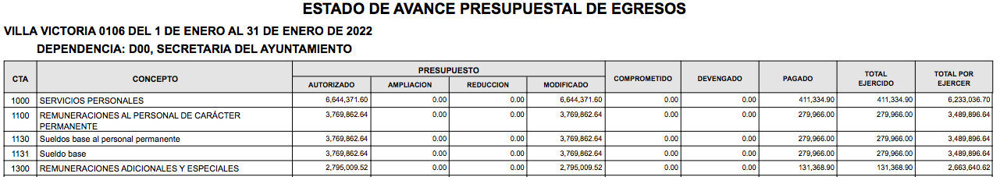 ESTADO DE AVANCE PRESUPUESTAL DE EGRESOS
VILLA VICTORIA 0106 DEL 1 DE ENERO AL 31 DE ENERO DE 2022
DEPENDENCIA: D00, SECRETARIA DEL AYUNTAMIENTO
CTA CONCEPTO PRESUPUESTO COMPROMETIDO DEVENGADO PAGADO TOTAL EJERCIDO TOTAL POR EJERCER
AUTORIZADO AMPLIACION REDUCCION MODIFICADO
1000 SERVICIOS PERSONALES 6,644,371.60 0.00 0.00 6,644,371.60 0.00 0.00 411,334.90 411,334.90 6,233,036.70
1100 REMUNERACIONES AL PERSONAL DE CARÁCTER 3,769,862.64 0.00 0.00 3,769,862.64 0.00 0.00 279,966.00 279,966.00 3,489,896.64
PERMANENTE
1130 Sueldos base al personal permanente 3,769,862.64 0.00 0.00 3,769,862.64 0.00 0.00 279,966.00 279,966.00 3,489,896.64
1131 Sueldo base 3,769,862.64 0.00 0.00 3,769,862.64 0.00 0.00 279,966.00 279,966.00 3,489,896.64
1300 REMUNERACIONES ADICIONALES Y ESPECIALES 2,795,009.52 0.00 0.00 2,795,009.52 0.00 0.00 131,368.90 131,368.90 2,663,640.62